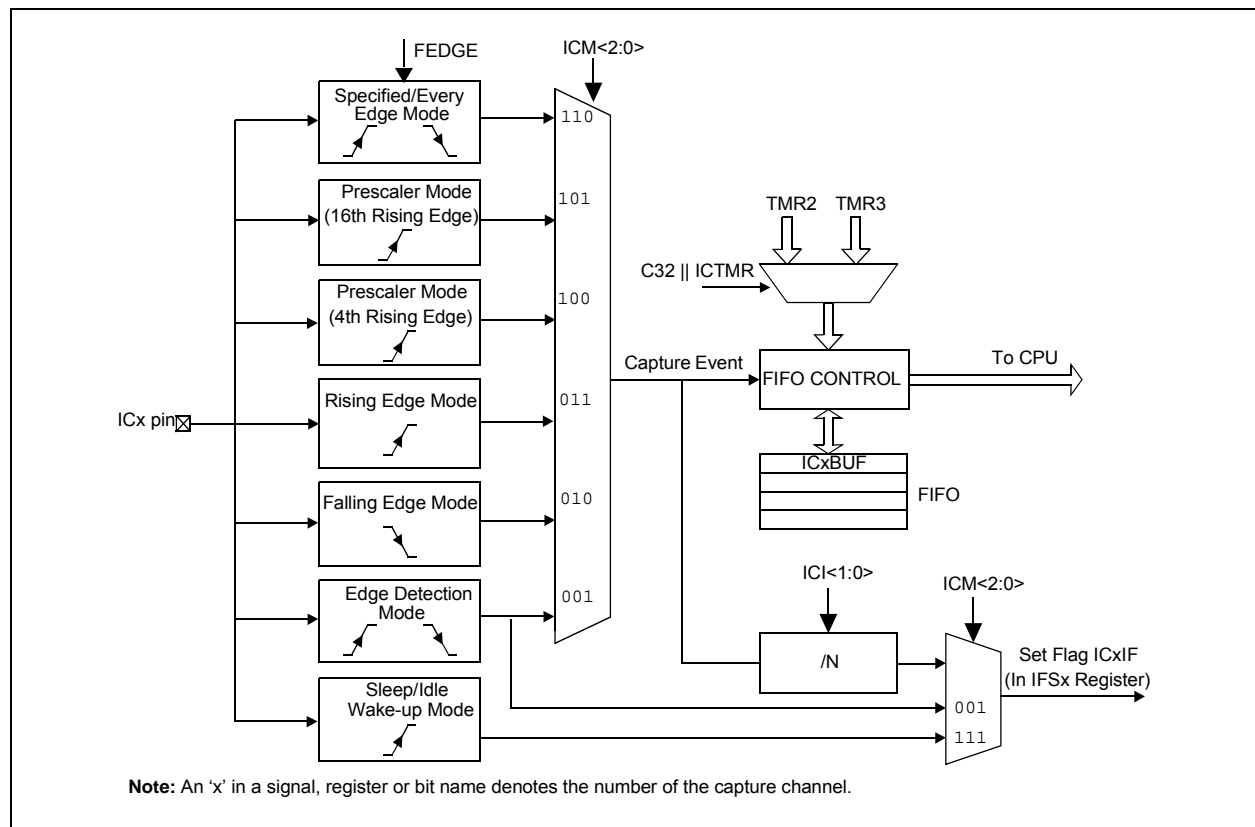 FEDGE
ICM<2:0>
Specified/Every
Edge Mode
110
Prescaler Mode
(16th Rising Edge)
101
TMR2
TMR3
C32 || ICTMR
Prescaler Mode
(4th Rising Edge)
100
Capture Event
FIFO CONTROL
To CPU
ICx pin
Rising Edge Mode
011
ICxBUF
FIFO
Falling Edge Mode
010
Edge Detection
Mode
001
ICI<1:0>
ICM<2:0>
/N
Set Flag ICxIF
(In IFSx Register)
Sleep/Idle
Wake-up Mode
001
111
Note: An ‘x’ in a signal, register or bit name denotes the number of the capture channel.